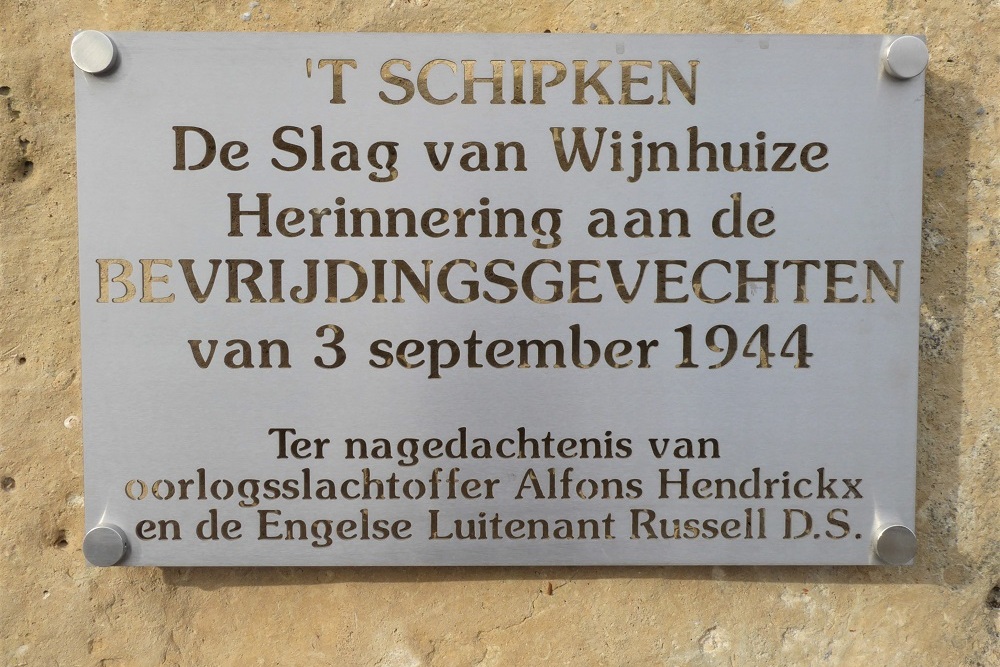 'T SCHIPKEN
De Slag van Wijnhuize
Herinnering aan de
BEVRIJDINGSGEVECHTEN
van 3 september 1944
Ter nagedachtenis van
oorlogsslachtoffer Alfons Hendrickx
en de Engelse Luitenant Russell D.S.